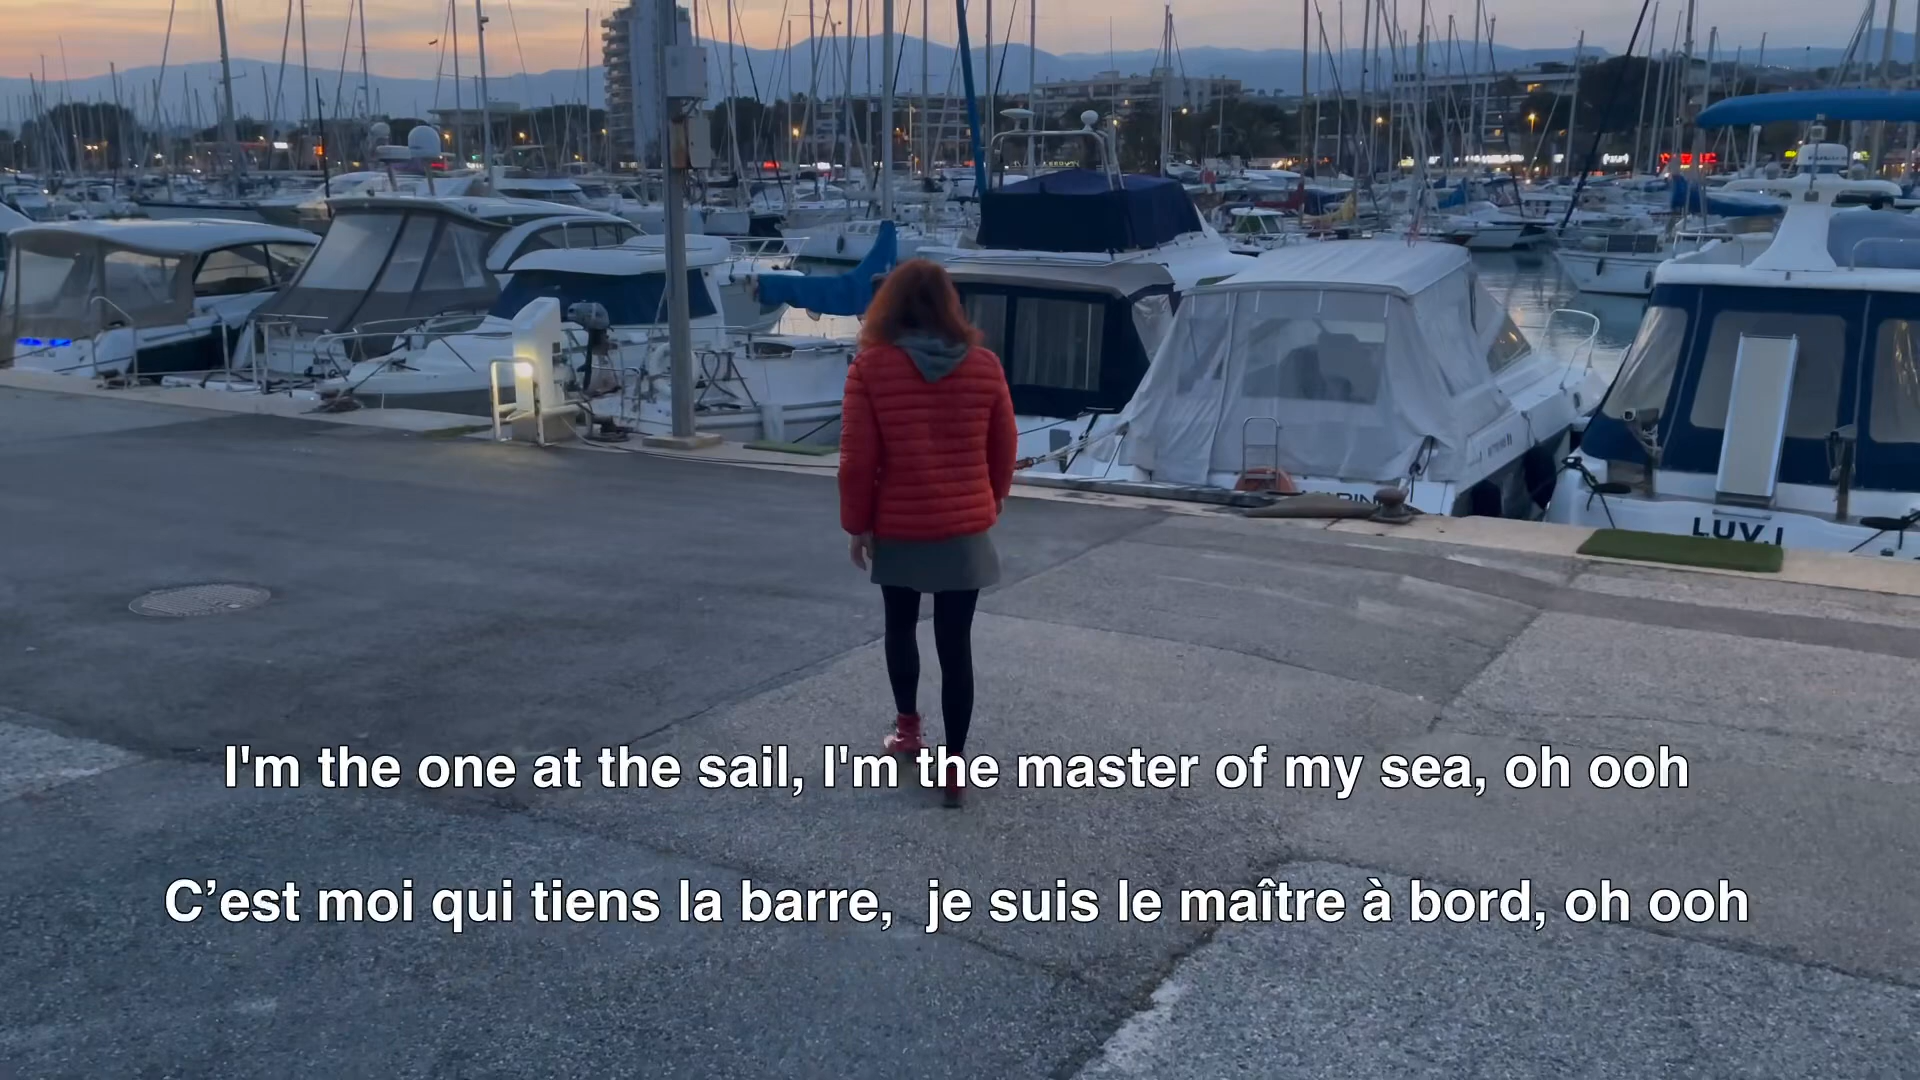 LUV.I
I'm the one at the sail, I'm the master of my sea, oh ooh
C’est moi qui tiens la barre,  je suis le maître à bord, oh ooh